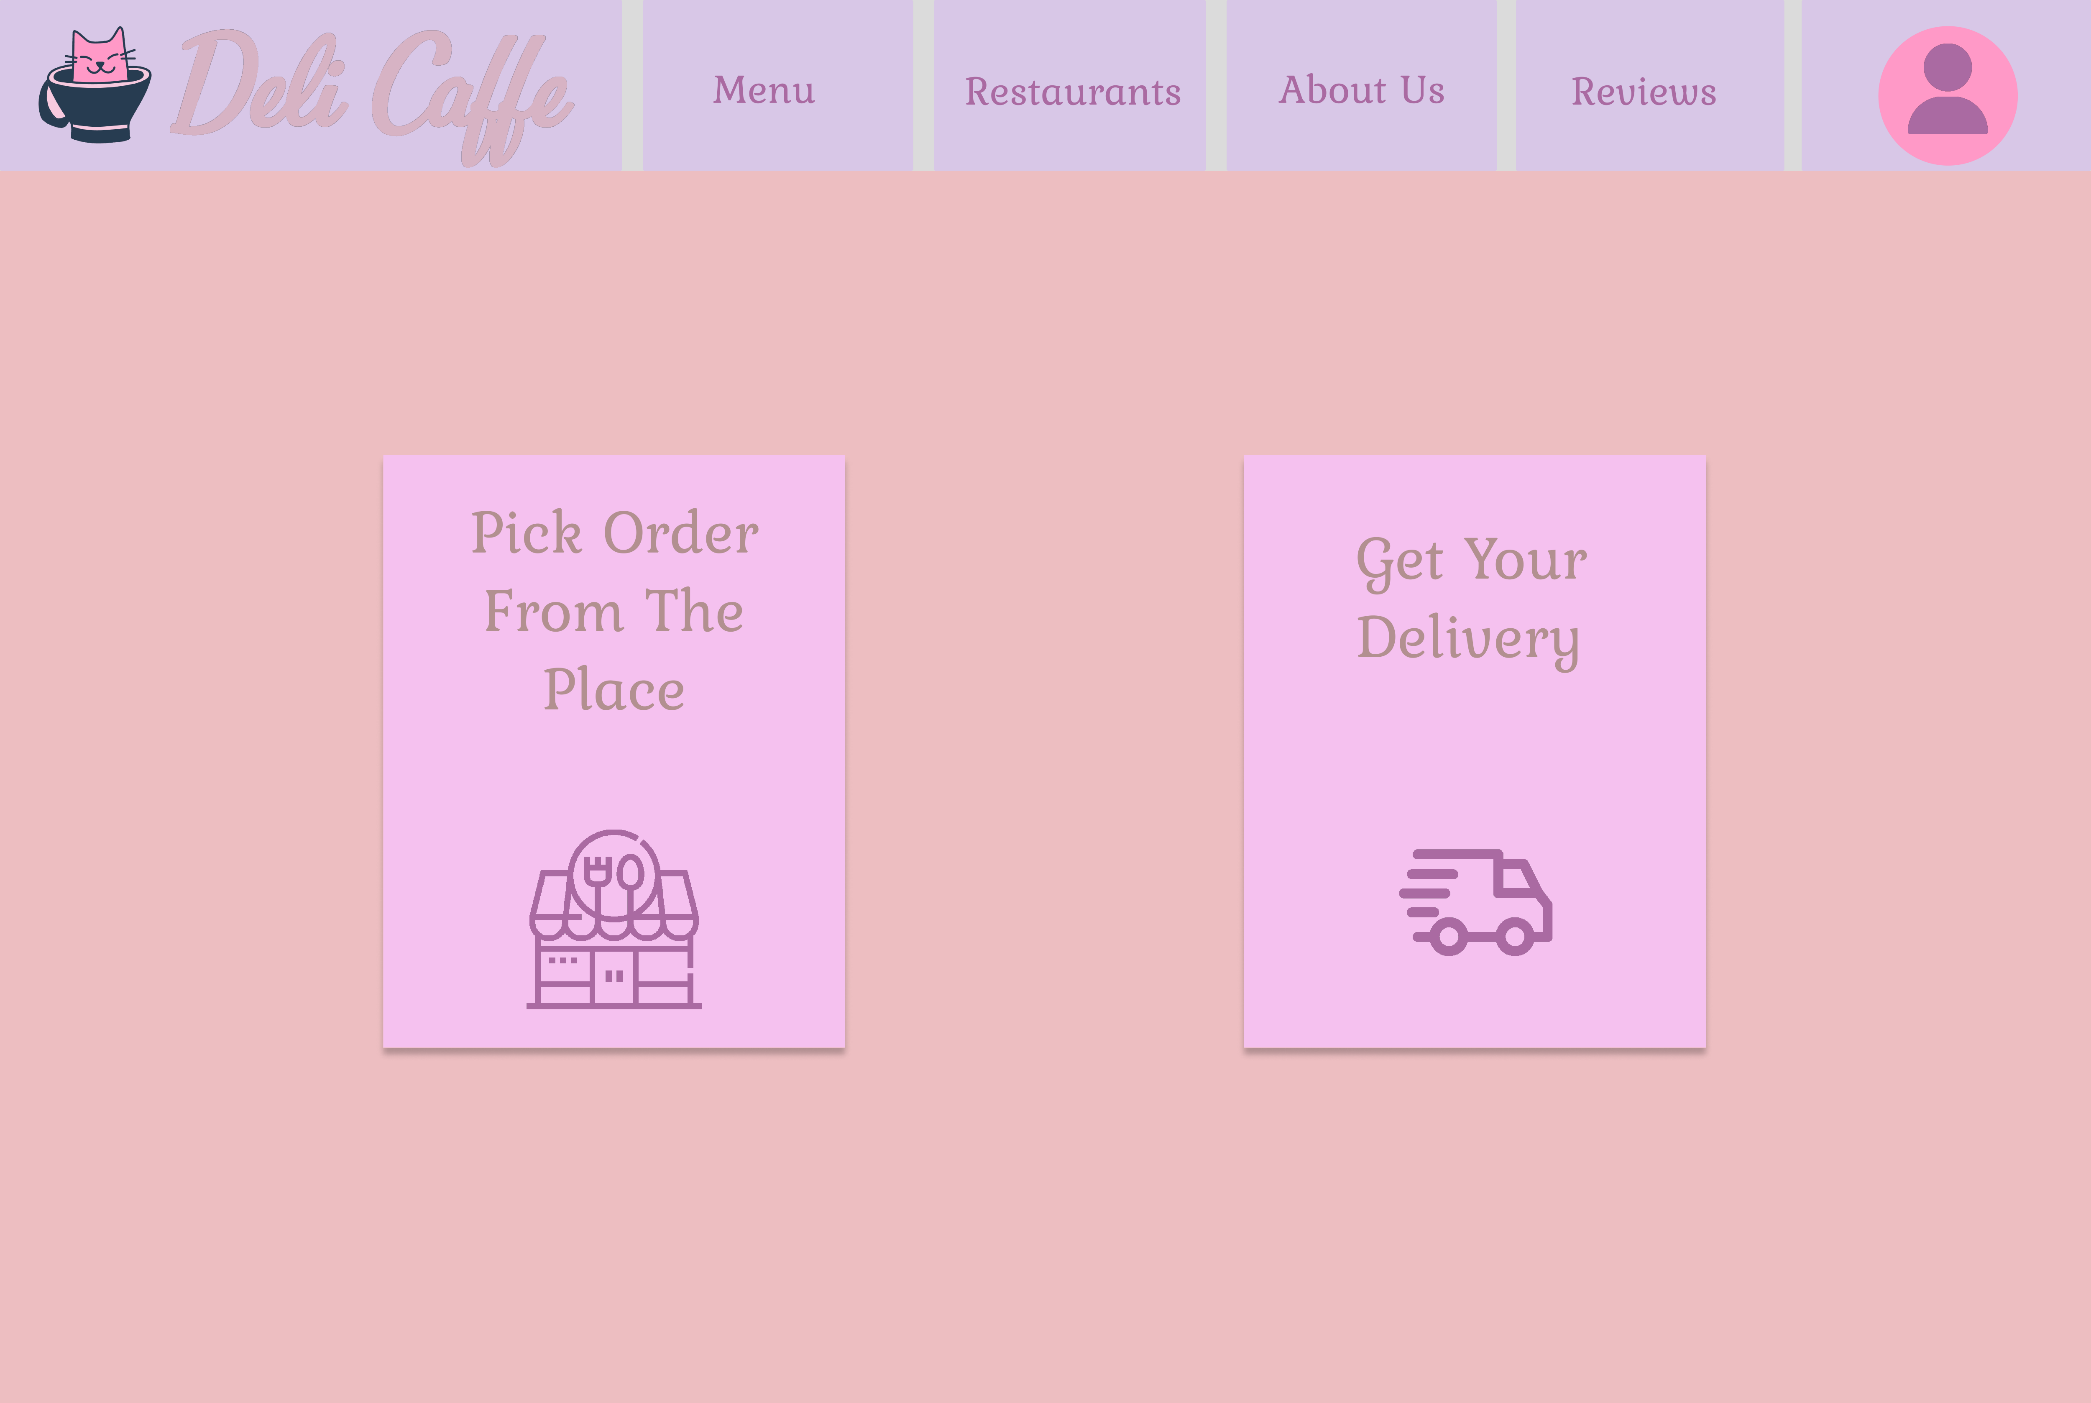 Deli Caffe
Menu
Restaurants
About Us
Reviews
Pick Order
From The
Place
Get Your
Delivery